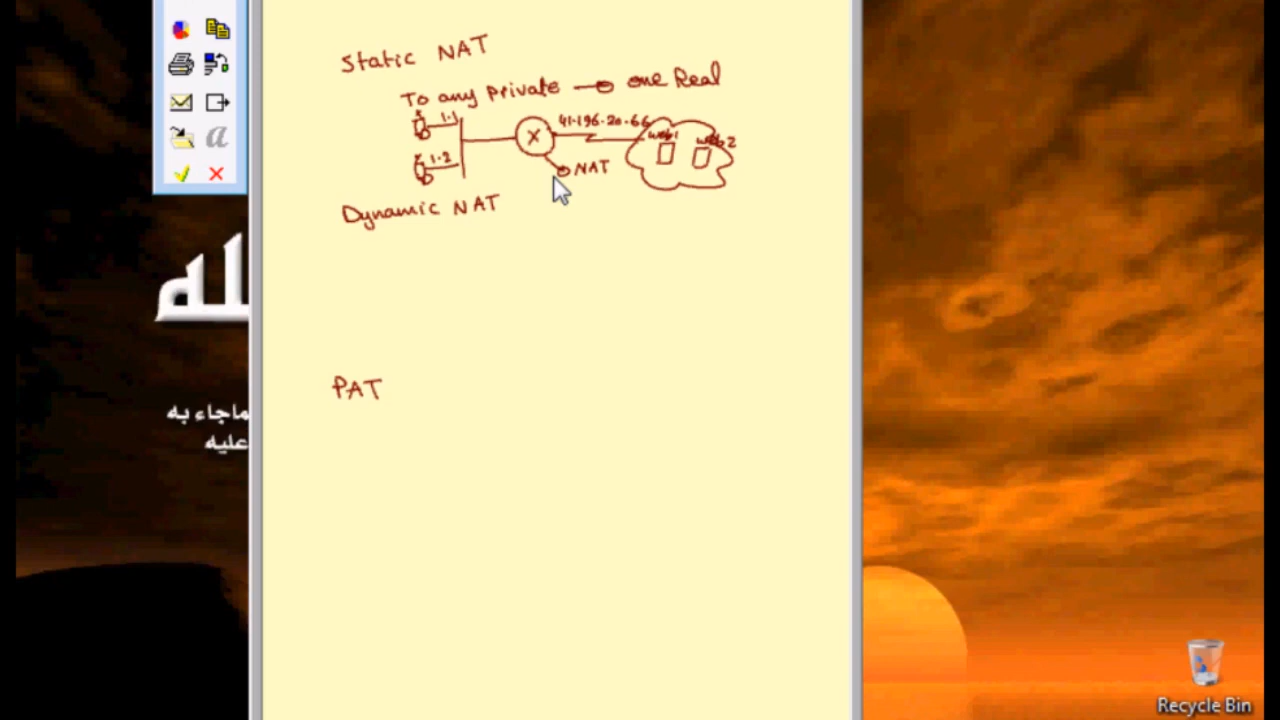 Static NAT
To any private → one Real
1.1
41.196.20.66
web1
web2
X
1.2
NAT
Dynamic NAT
PAT
لله
ماجاء به
عليه
Recycle Bin